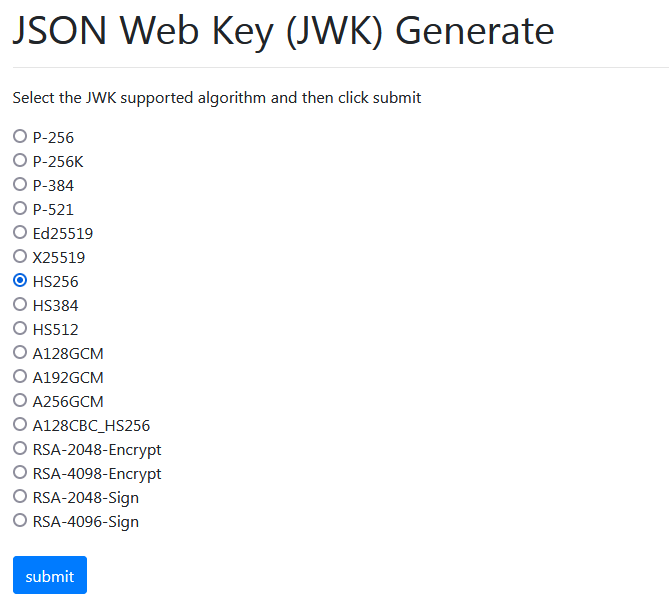 JSON Web Key (JWK) Generate
Select the JWK supported algorithm and then click submit
P-256
P-256K
P-384
P-521
Ed25519
X25519
HS256
HS384
HS512
A128GCM
A192GCM
A256GCM
A128CBC_HS256
RSA-2048-Encrypt
RSA-4098-Encrypt
RSA-2048-Sign
RSA-4096-Sign
submit